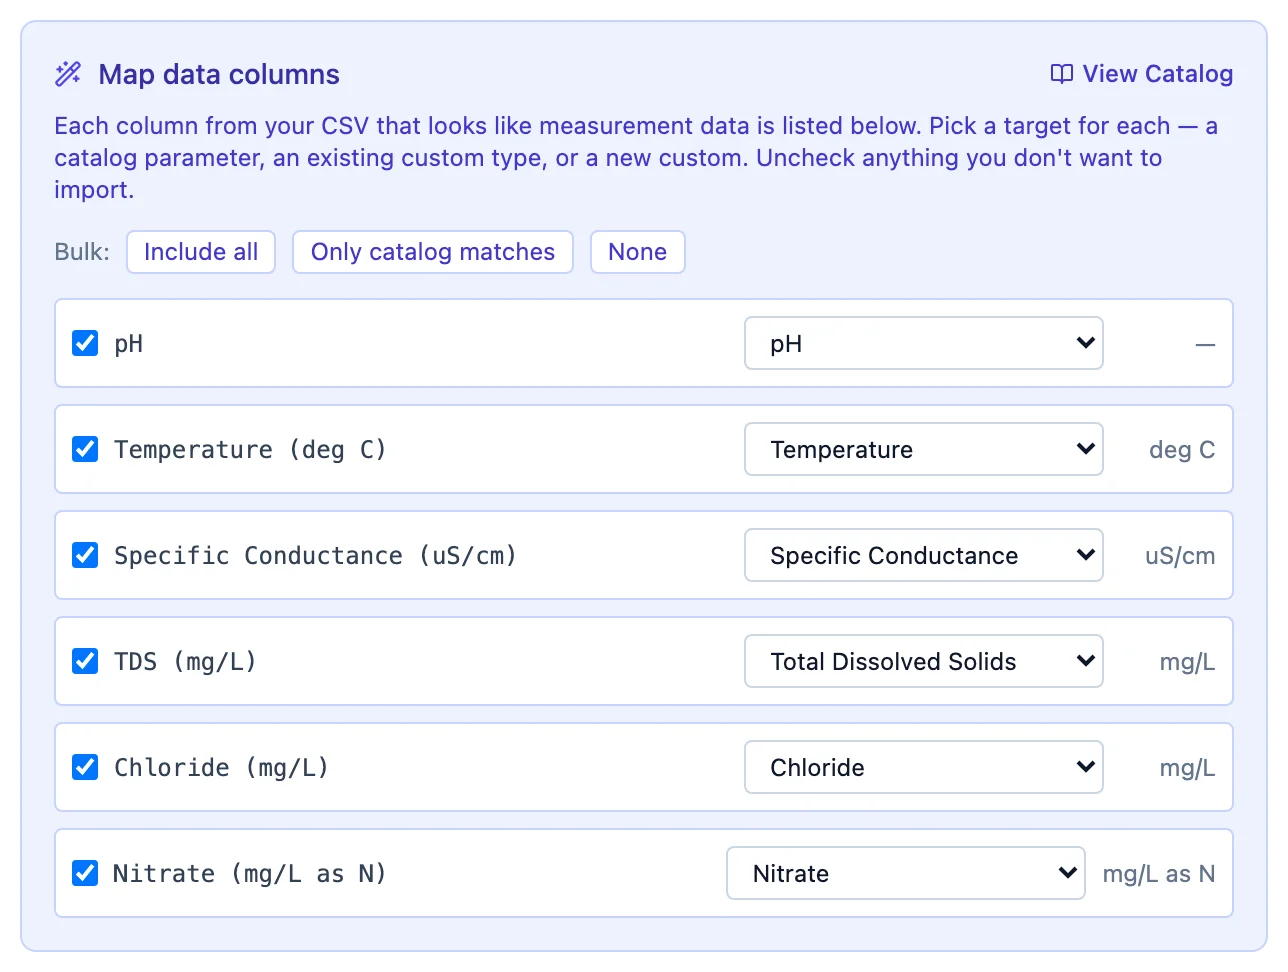 Map data columns
View Catalog
Each column from your CSV that looks like measurement data is listed below. Pick a target for each — a
catalog parameter, an existing custom type, or a new custom. Uncheck anything you don't want to
import.
Bulk: Include all Only catalog matches None
pH pH —
Temperature (deg C) Temperature deg C
Specific Conductance (uS/cm) Specific Conductance uS/cm
TDS (mg/L) Total Dissolved Solids mg/L
Chloride (mg/L) Chloride mg/L
Nitrate (mg/L as N) Nitrate mg/L as N